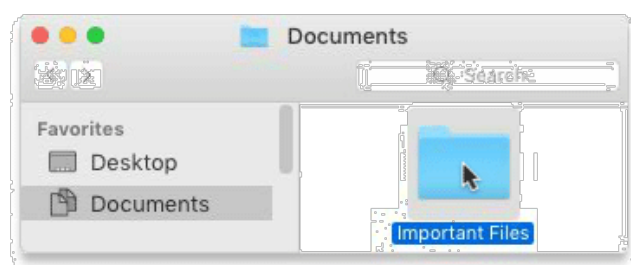 Documents
Search
Favorites
Desktop
Documents
Important Files